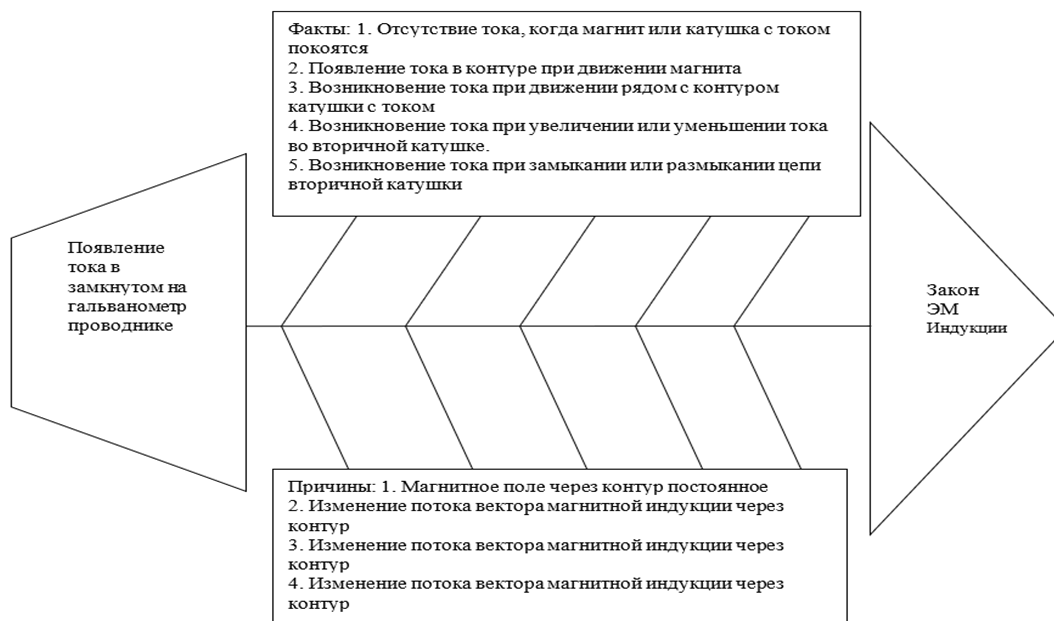 Факты: 1. Отсутствие тока, когда магнит или катушка с током
покоятся
2. Появление тока в контуре при движении магнита
3. Возникновение тока при движении рядом с контуром
катушки с током
4. Возникновение тока при увеличении или уменьшении тока
во вторичной катушке.
5. Возникновение тока при замыкании или размыкании цепи
вторичной катушки
Появление
тока в
замкнутом на
гальванометр
проводнике
Закон
ЭМ
Индукции
Причины: 1. Магнитное поле через контур постоянное
2. Изменение потока вектора магнитной индукции через
контур
3. Изменение потока вектора магнитной индукции через
контур
4. Изменение потока вектора магнитной индукции через
контур